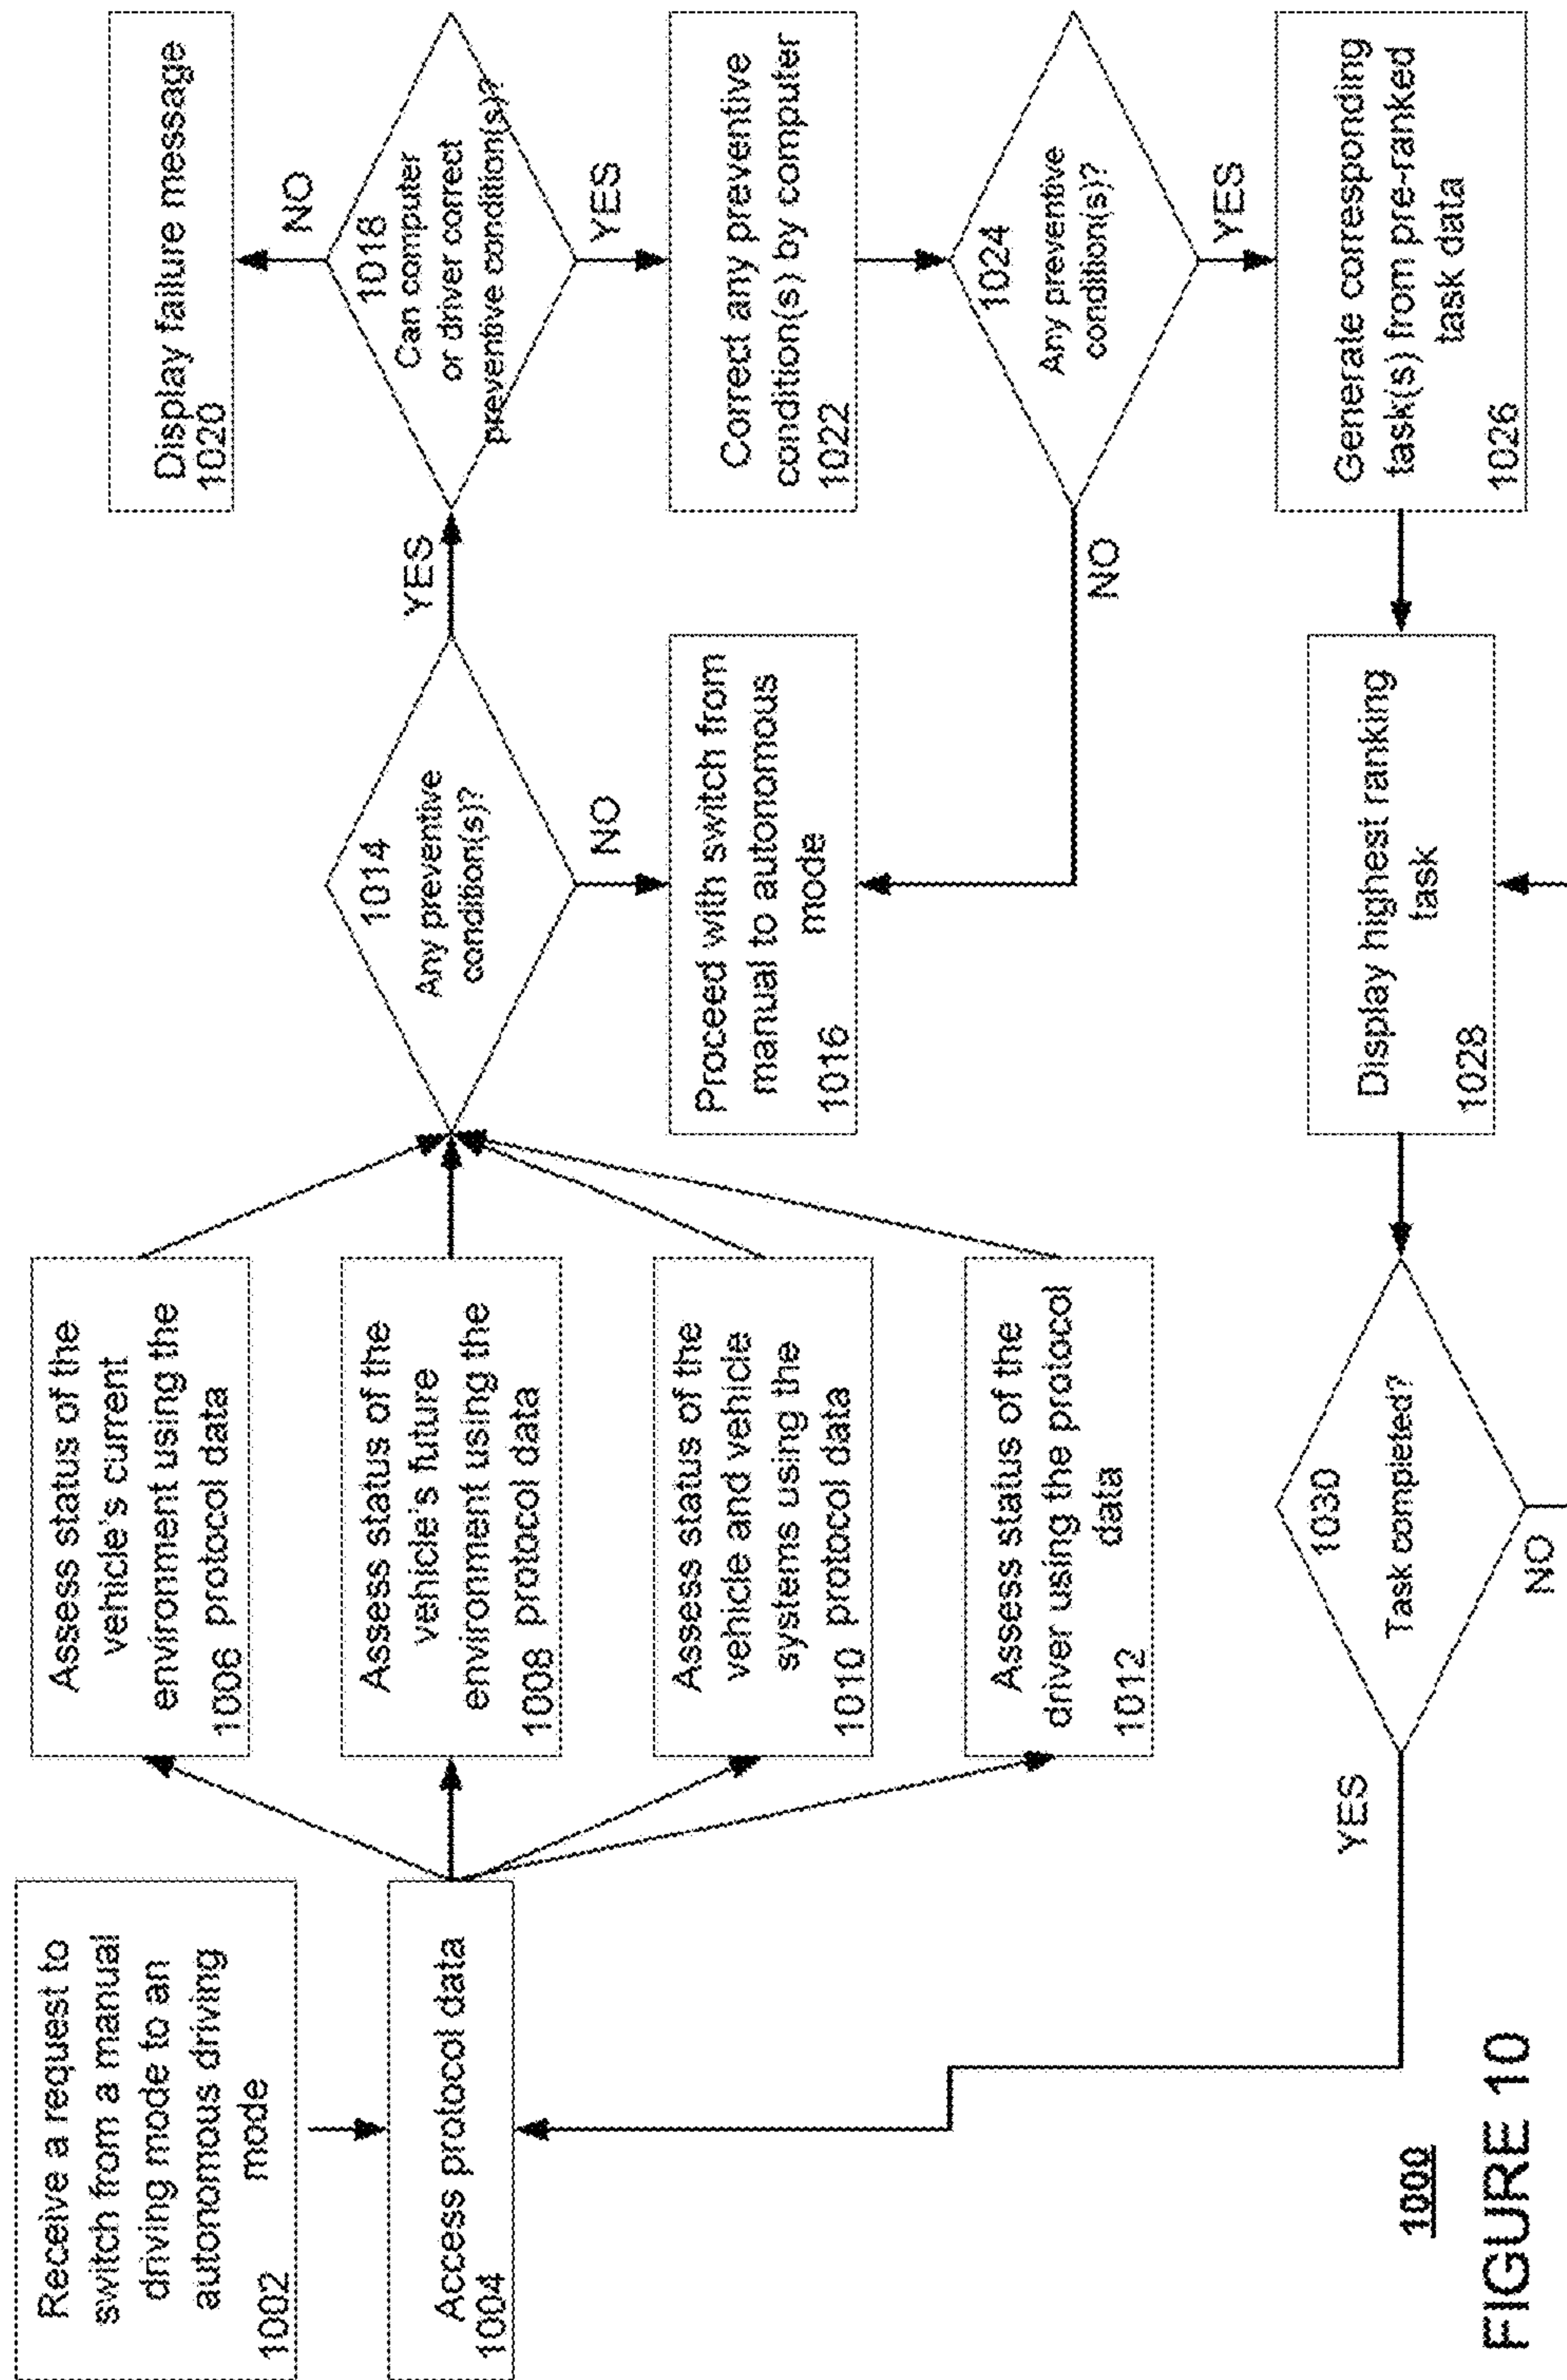 Receive a request to
switch from a manual
driving mode to an
autonomous driving
mode
1002
Access protocol data
1004
Assess status of the
vehicle's current
environment using the
1006 protocol data
Assess status of the
vehicle's future
environment using the
1008 protocol data
Assess status of the
vehicle and vehicle
systems using the
1010 protocol data
Assess status of the
driver using the protocol
data
1012
1014
Any preventive
condition(s)?
YES
NO
Proceed with switch from
manual to autonomous
mode
1016
1018
Can computer
or driver correct
preventive condition(s)?
NO
YES
Display failure message
1020
Correct any preventive
condition(s) by computer
1022
1024
Any preventive
condition(s)?
NO
YES
Generate corresponding
task(s) from pre-ranked
task data
1026
Display highest ranking
task
1028
1030
Task completed?
YES
NO
1000
FIGURE 10